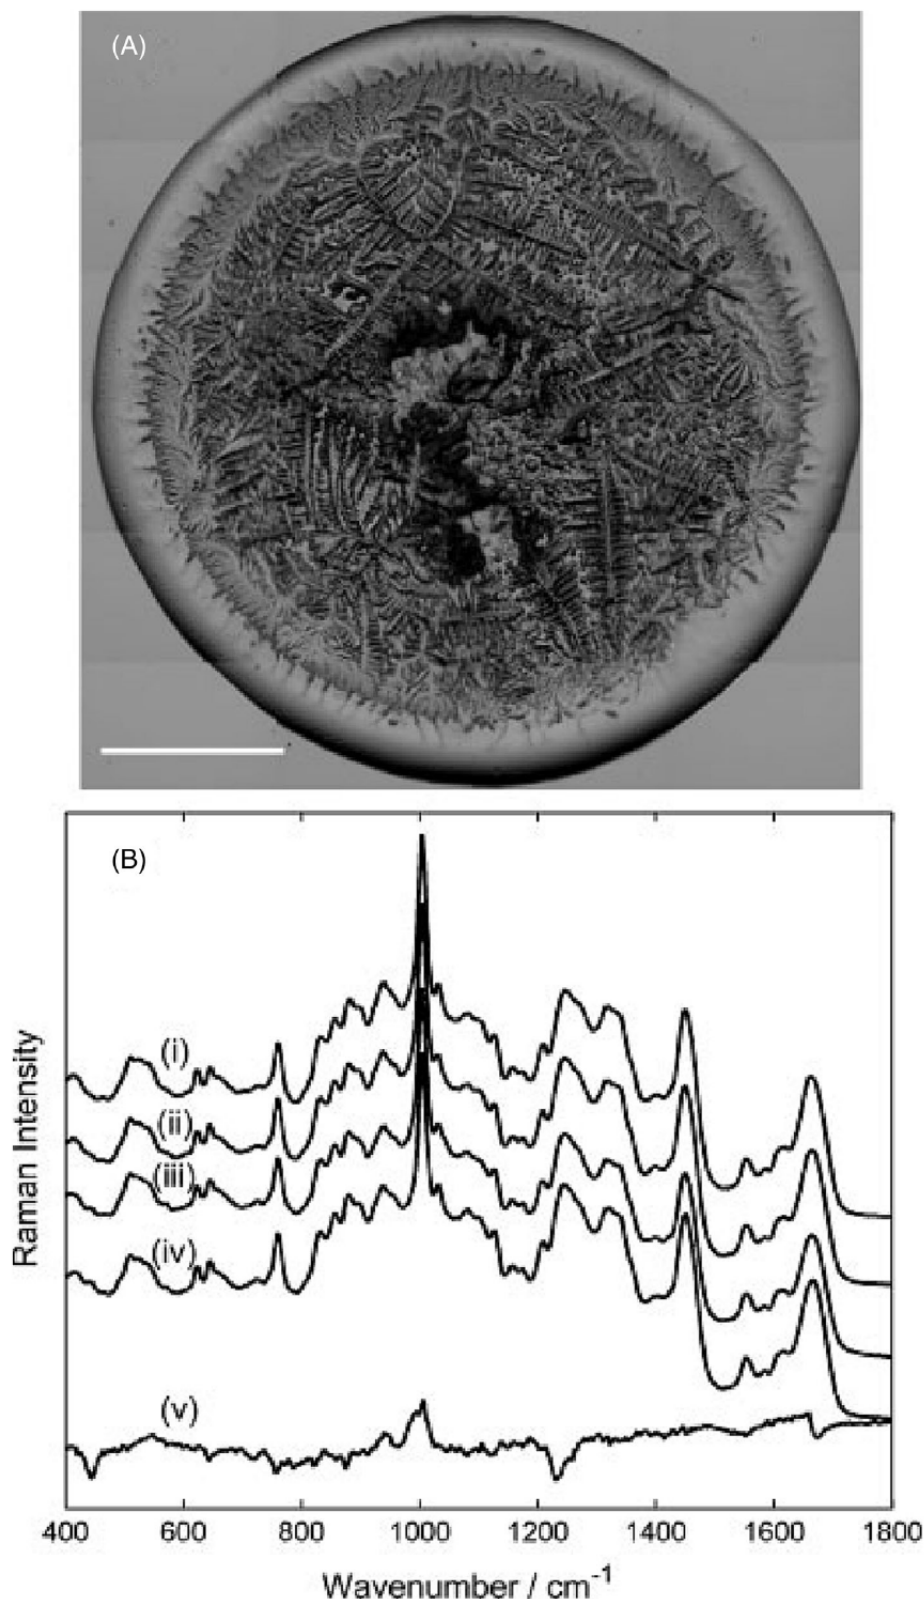 (A)
(B)
Raman Intensity
(i)
(ii)
(iii)
(iv)
(v)
400 600 800 1000 1200 1400 1600 1800
Wavenumber / cm⁻¹